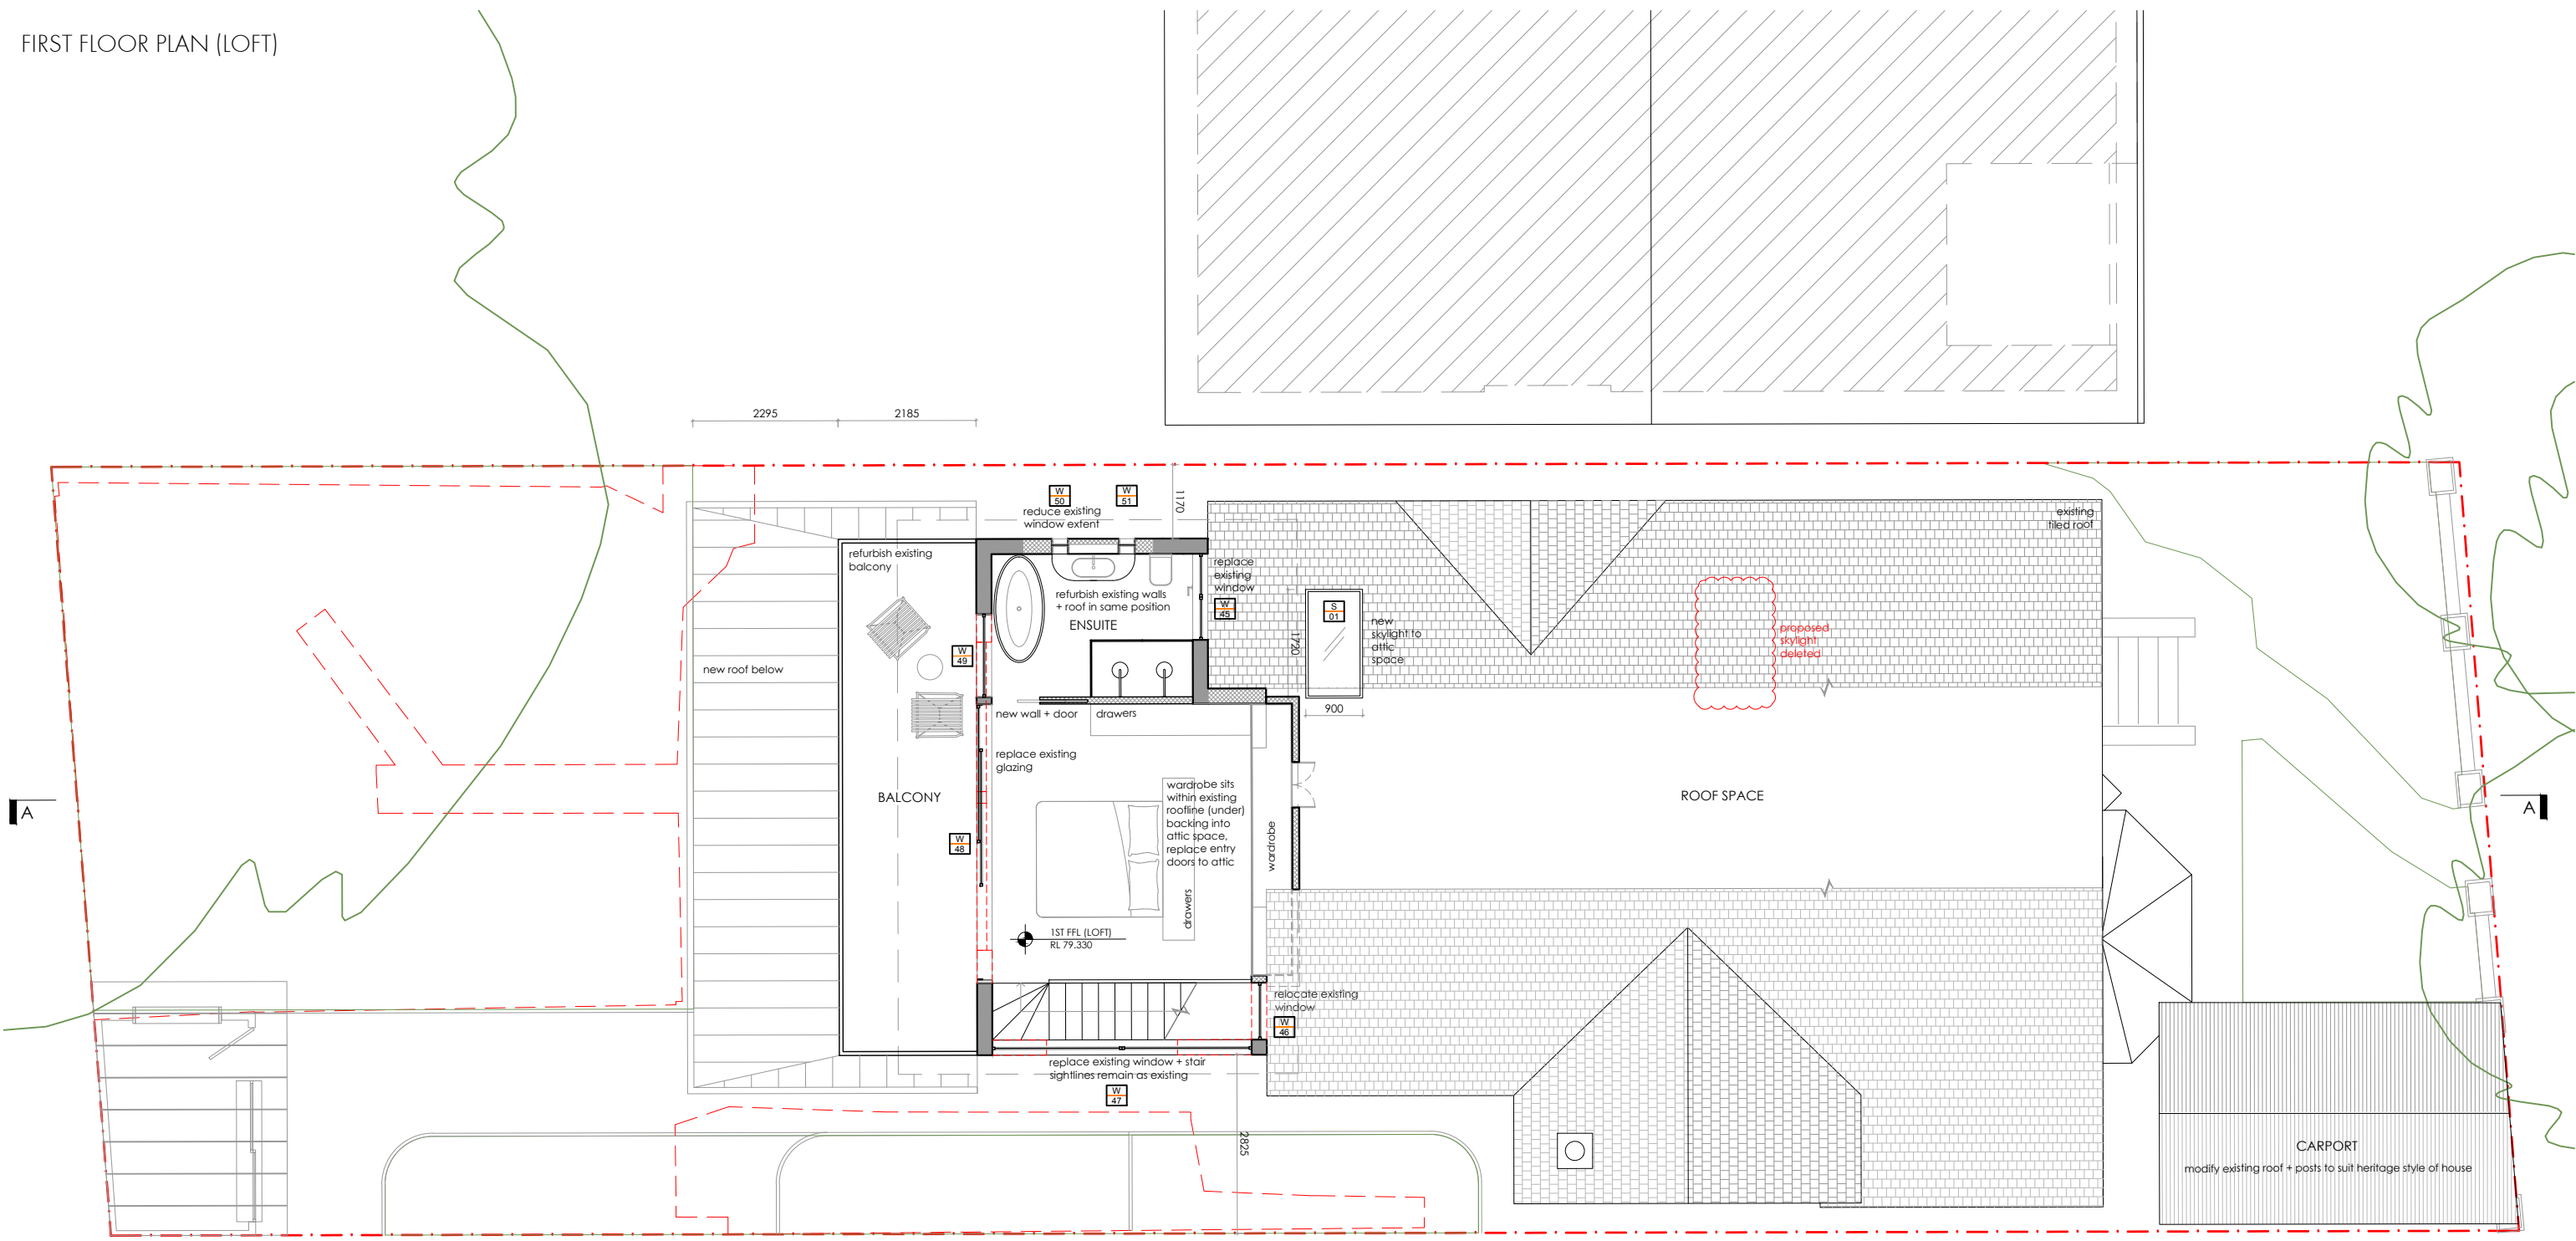 FIRST FLOOR PLAN (LOFT)
2295
2185
1170
W
50
W
51
reduce existing
window extent
existing
tiled roof
refurbish existing
balcony
replace
existing
window
W
45
refurbish existing walls
+ roof in same position
ENSUITE
S
01
new
skylight to
attic
space
1720
900
proposed
skylight
deleted
W
49
new roof below
new wall + door
drawers
replace existing
glazing
BALCONY
wardrobe sits
within existing
roofline (under)
backing into
attic space,
replace entry
doors to attic
wardrobe
ROOF SPACE
A
A
W
48
drawers
1ST FFL (LOFT)
RL 79.330
relocate existing
window
W
46
replace existing window + stair
sightlines remain as existing
W
47
2825
CARPORT
modify existing roof + posts to suit heritage style of house